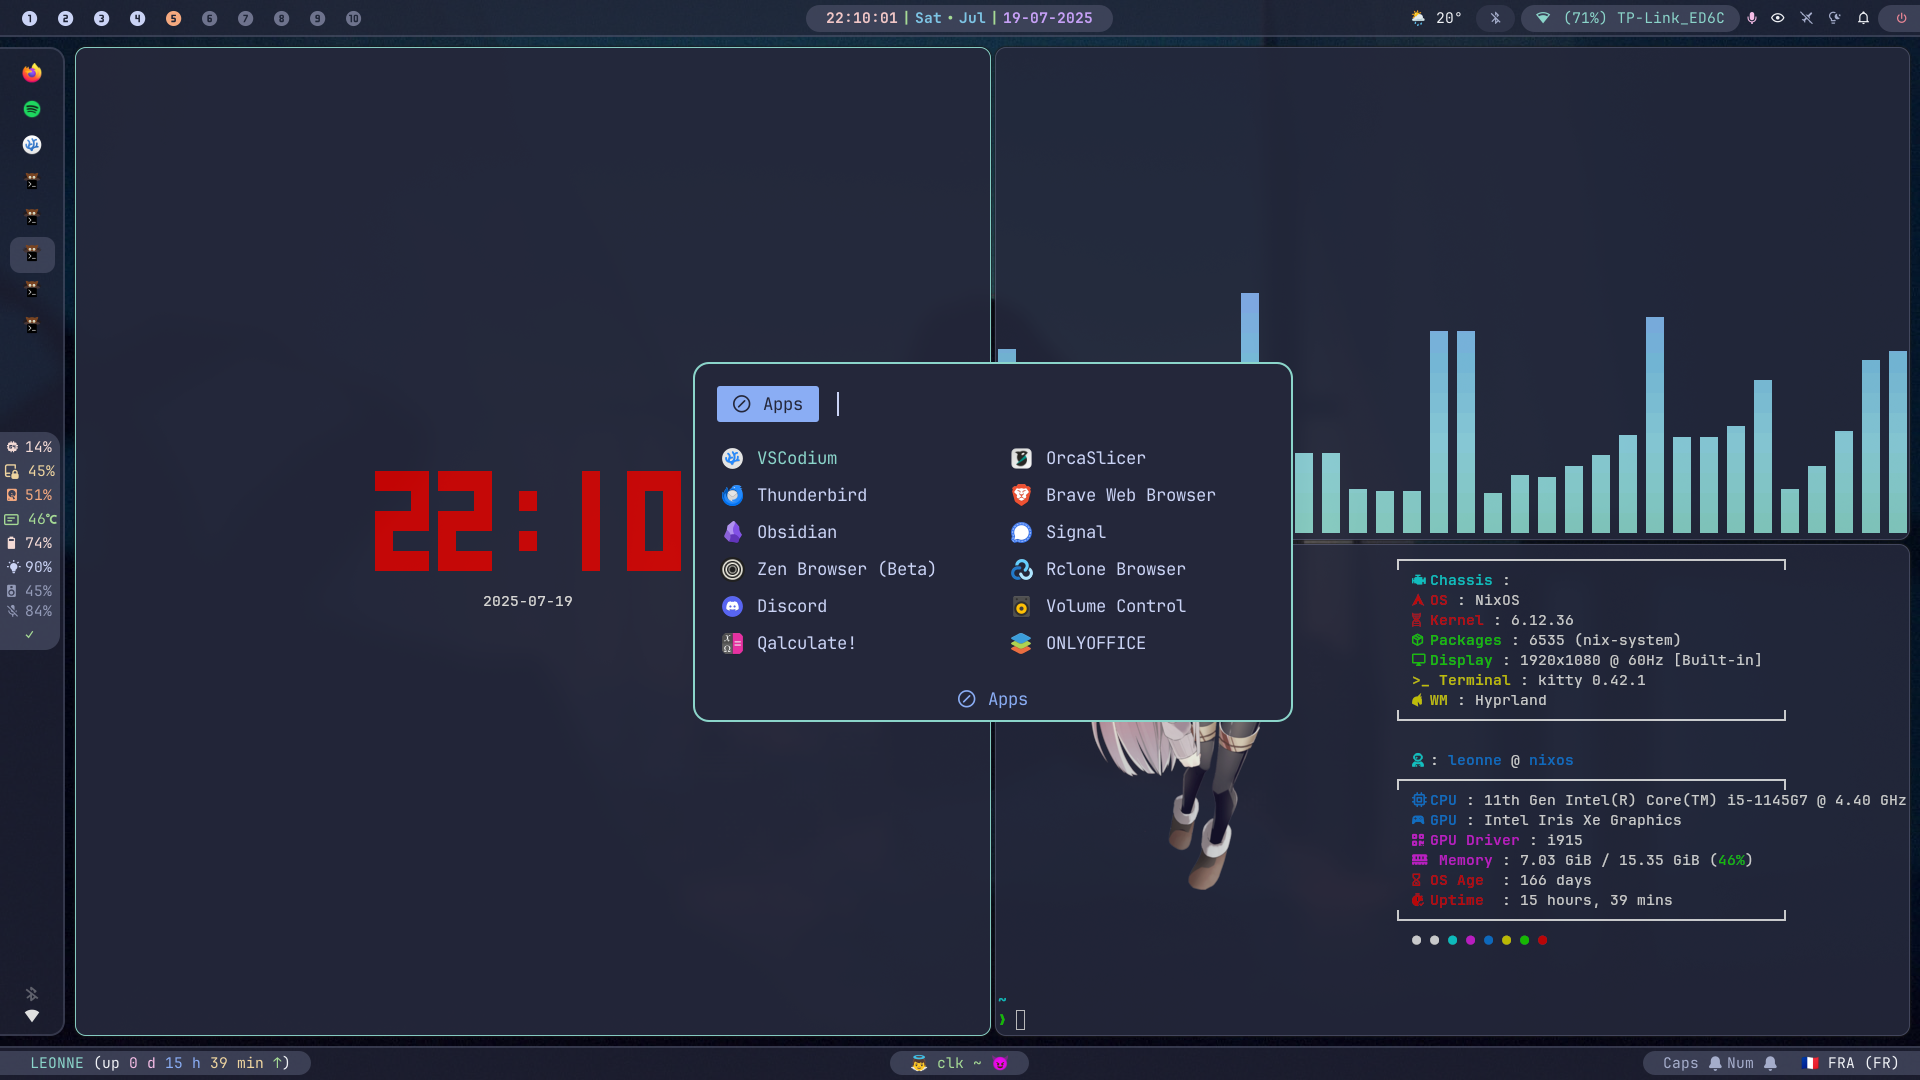 1 2 3 4 5 6 7 8 9 10
22:10:01 | Sat • Jul | 19-07-2025
20°
(71%) TP-Link_ED6C
14%
45%
51%
46℃
74%
90%
45%
84%
22:10
2025-07-19
Apps
VSCodium
OrcaSlicer
Thunderbird
Brave Web Browser
Obsidian
Signal
Zen Browser (Beta)
Rclone Browser
Discord
Volume Control
Qalculate!
ONLYOFFICE
Apps
Chassis :
OS : NixOS
Kernel : 6.12.36
Packages : 6535 (nix-system)
Display : 1920x1080 @ 60Hz [Built-in]
>_ Terminal : kitty 0.42.1
WM : Hyprland
: leonne @ nixos
CPU : 11th Gen Intel(R) Core(TM) i5-1145G7 @ 4.40 GHz
GPU : Intel Iris Xe Graphics
GPU Driver : i915
Memory : 7.03 GiB / 15.35 GiB (46%)
OS Age : 166 days
Uptime : 15 hours, 39 mins
~
❯
LEONNE (up 0 d 15 h 39 min ↑)
clk ~
Caps Num
FRA (FR)